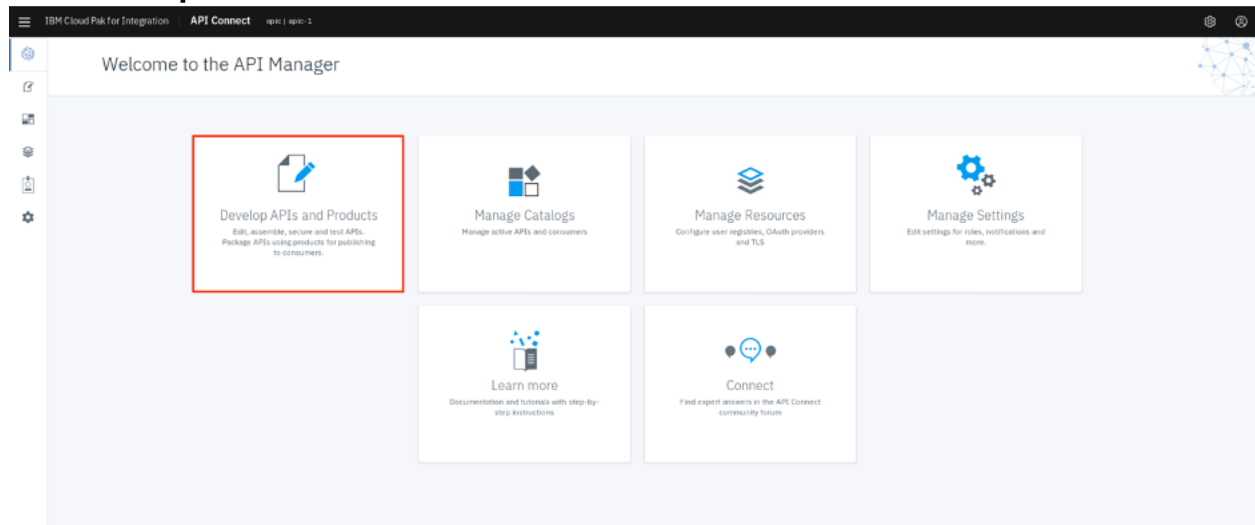 IBM Cloud Pak for Integration API Connect apic | apic-1
Welcome to the API Manager
Develop APIs and Products
Edit, assemble, secure and test APIs.
Package APIs using products for publishing
to consumers.
Manage Catalogs
Manage active APIs and consumers
Manage Resources
Configure user registries, OAuth providers
and TLS
Manage Settings
Edit settings for roles, notifications and
more.
Learn more
Documentation and tutorials with step-by-
step instructions
Connect
Find expert answers in the API Connect
community forum